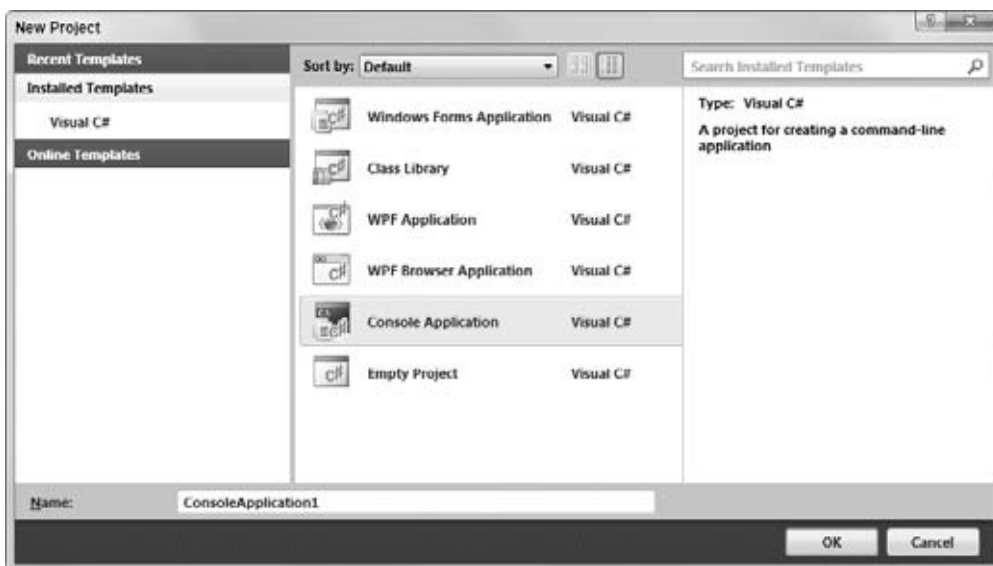 New Project
Recent Templates
Installed Templates
Visual C#
Online Templates
Sort by: Default
Windows Forms Application Visual C#
Class Library Visual C#
WPF Application Visual C#
WPF Browser Application Visual C#
Console Application Visual C#
Empty Project Visual C#
Search Installed Templates
Type: Visual C#
A project for creating a command-line
application
Name: ConsoleApplication1
OK Cancel